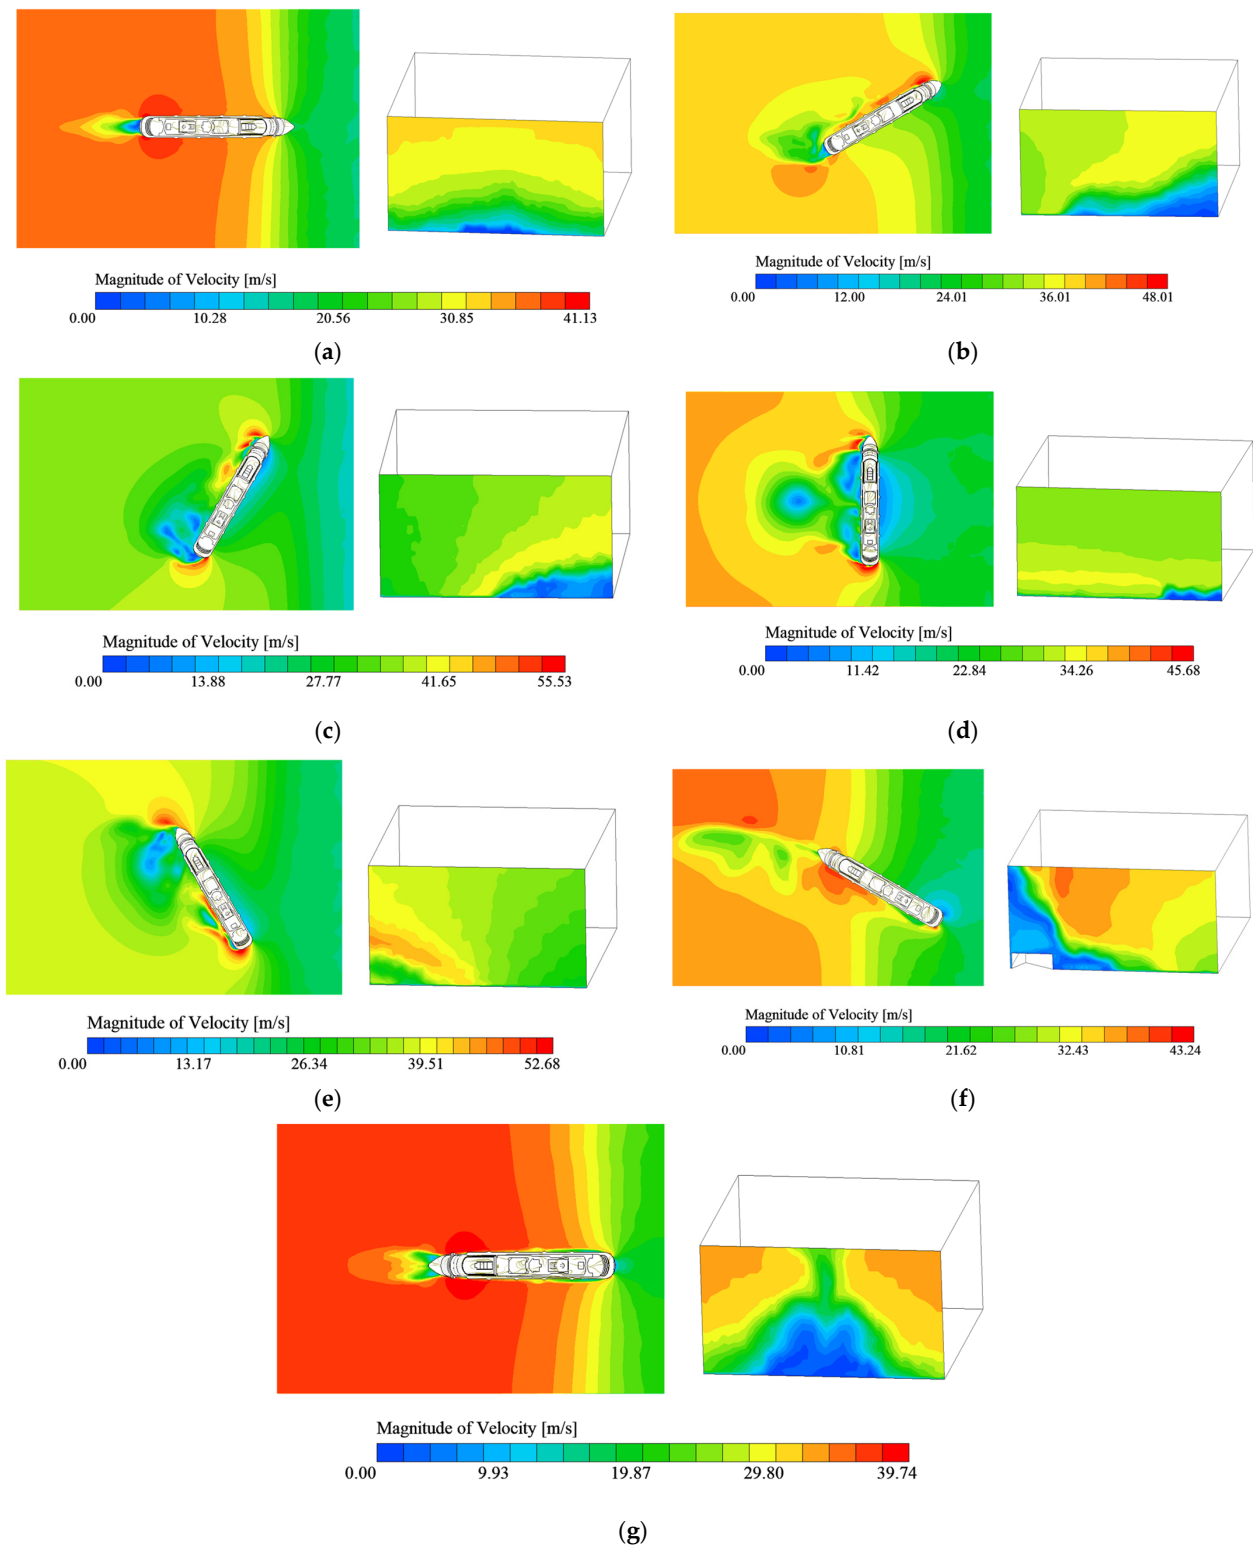 Magnitude of Velocity [m/s]
0.00 10.28 20.56 30.85 41.13
(a)
Magnitude of Velocity [m/s]
0.00 12.00 24.01 36.01 48.01
(b)
Magnitude of Velocity [m/s]
0.00 13.88 27.77 41.65 55.53
(c)
Magnitude of Velocity [m/s]
0.00 11.42 22.84 34.26 45.68
(d)
Magnitude of Velocity [m/s]
0.00 13.17 26.34 39.51 52.68
(e)
Magnitude of Velocity [m/s]
0.00 10.81 21.62 32.43 43.24
(f)
Magnitude of Velocity [m/s]
0.00 9.93 19.87 29.80 39.74
(g)